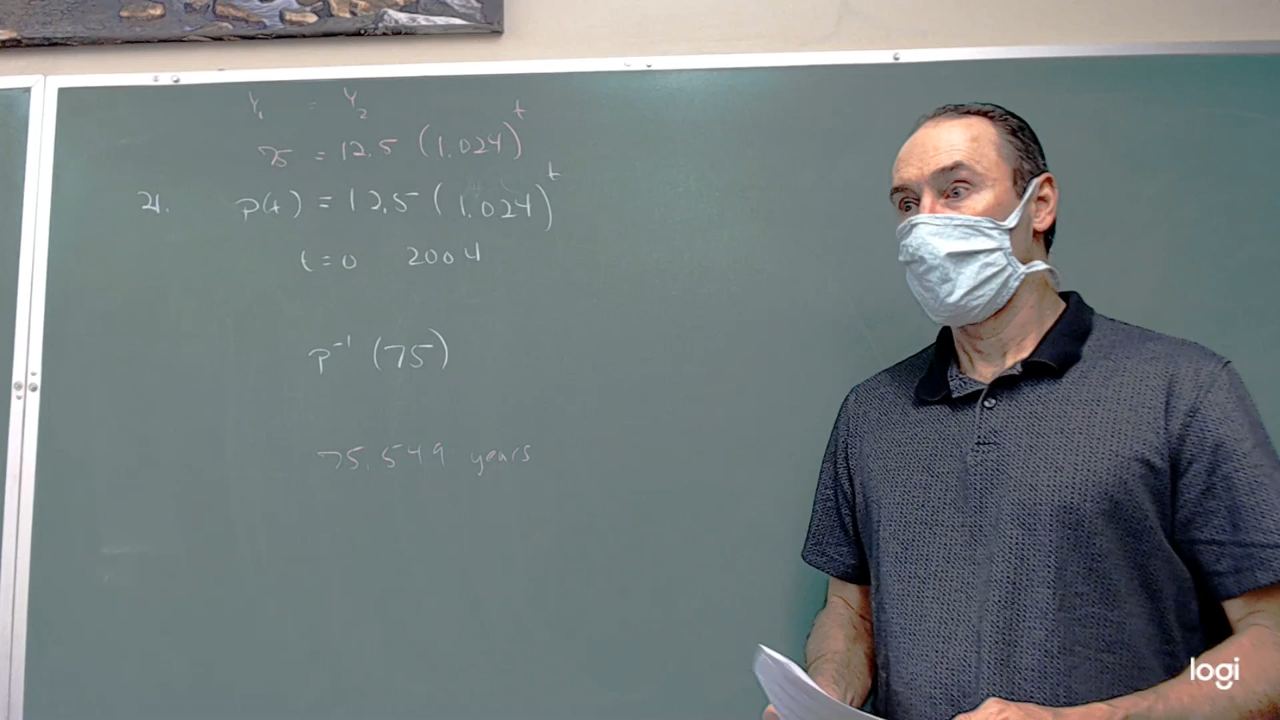 Y₁ = Y₂
75 = 12.5 (1.024)^t
21. P(t) = 12.5 (1.024)^t
t=0 2004
P⁻¹ (75)
75.549 years
logi